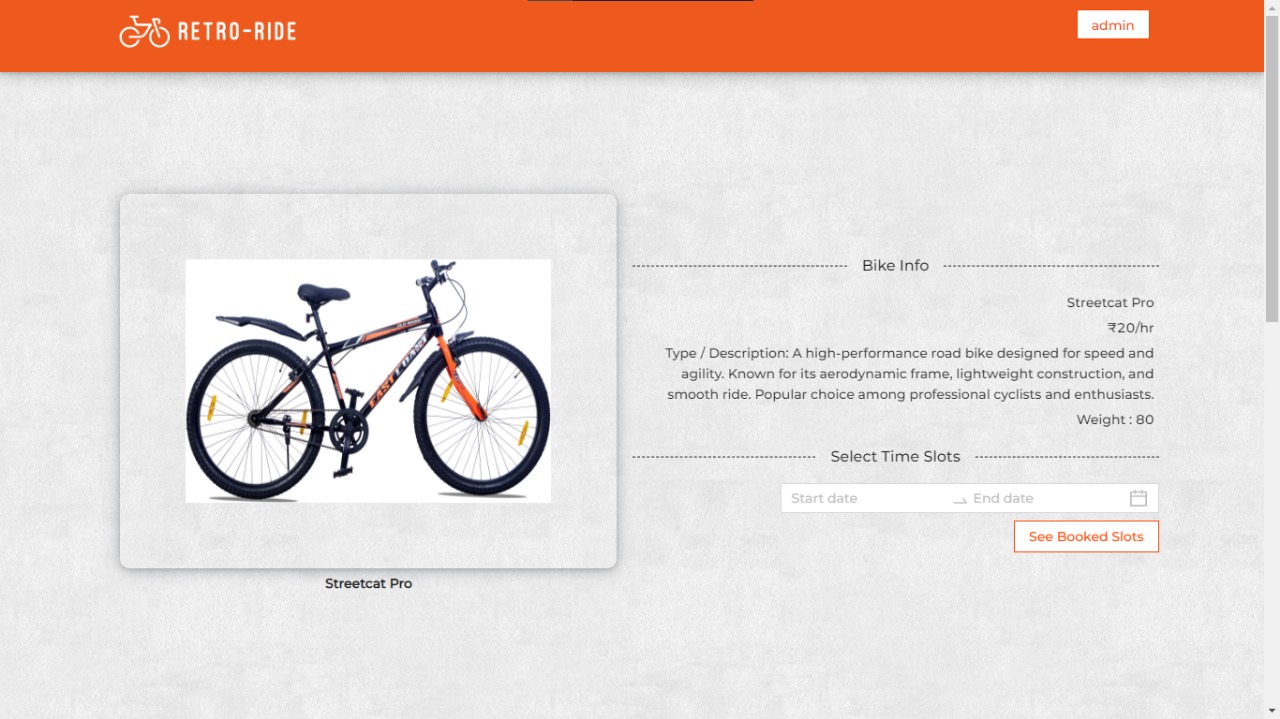 RETRO-RIDE
admin
Bike Info
Streetcat Pro
₹20/hr
Type / Description: A high-performance road bike designed for speed and
agility. Known for its aerodynamic frame, lightweight construction, and
smooth ride. Popular choice among professional cyclists and enthusiasts.
Weight : 80
Select Time Slots
Start date
End date
See Booked Slots
EAST COAST
Streetcat Pro